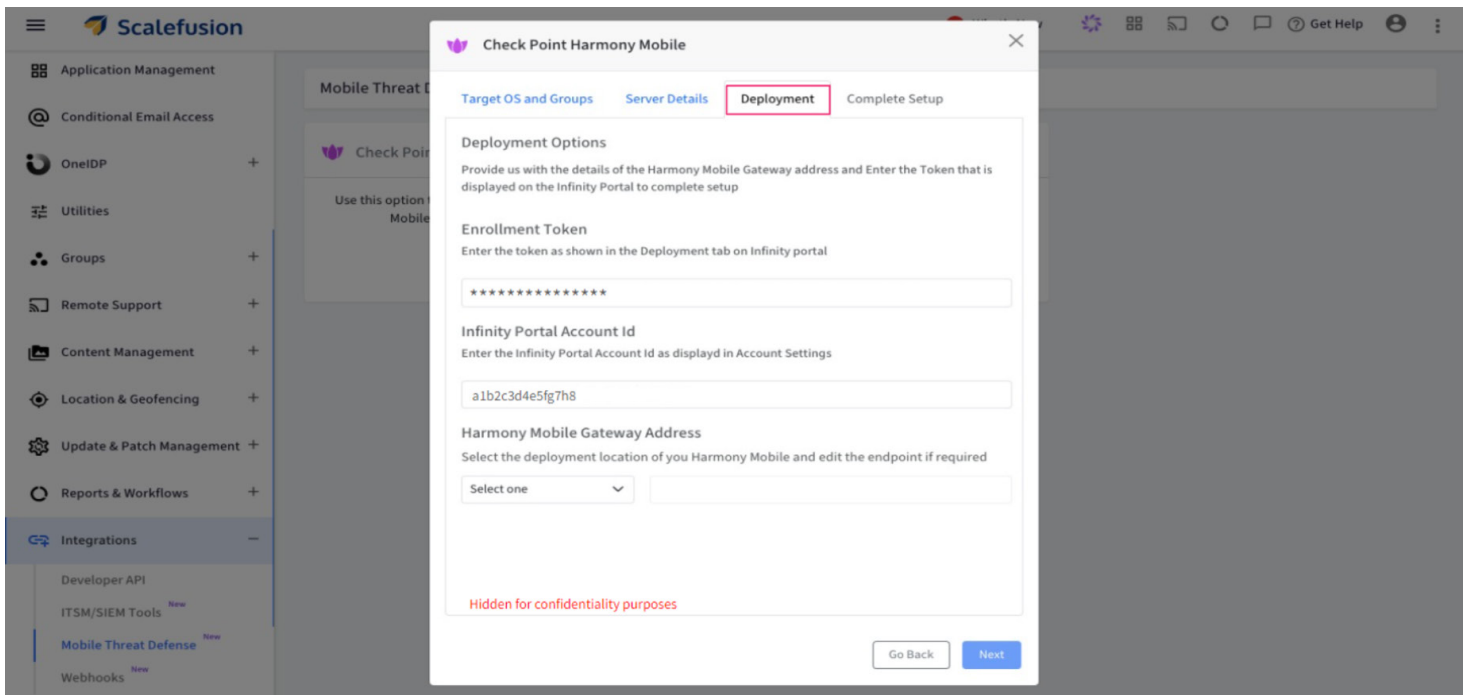 Scalefusion
Get Help
Application Management
Conditional Email Access
OneIDP
Utilities
Groups
Remote Support
Content Management
Location & Geofencing
Update & Patch Management
Reports & Workflows
Integrations
Developer API
ITSM/SIEM Tools New
Mobile Threat Defense New
Webhooks New
Mobile Threat D
Check Poir
Use this option
Mobile
Check Point Harmony Mobile
Target OS and Groups Server Details Deployment Complete Setup
Deployment Options
Provide us with the details of the Harmony Mobile Gateway address and Enter the Token that is
displayed on the Infinity Portal to complete setup
Enrollment Token
Enter the token as shown in the Deployment tab on Infinity portal
***************
Infinity Portal Account Id
Enter the Infinity Portal Account Id as displayd in Account Settings
a1b2c3d4e5fg7h8
Harmony Mobile Gateway Address
Select the deployment location of you Harmony Mobile and edit the endpoint if required
Select one
Hidden for confidentiality purposes
Go Back Next